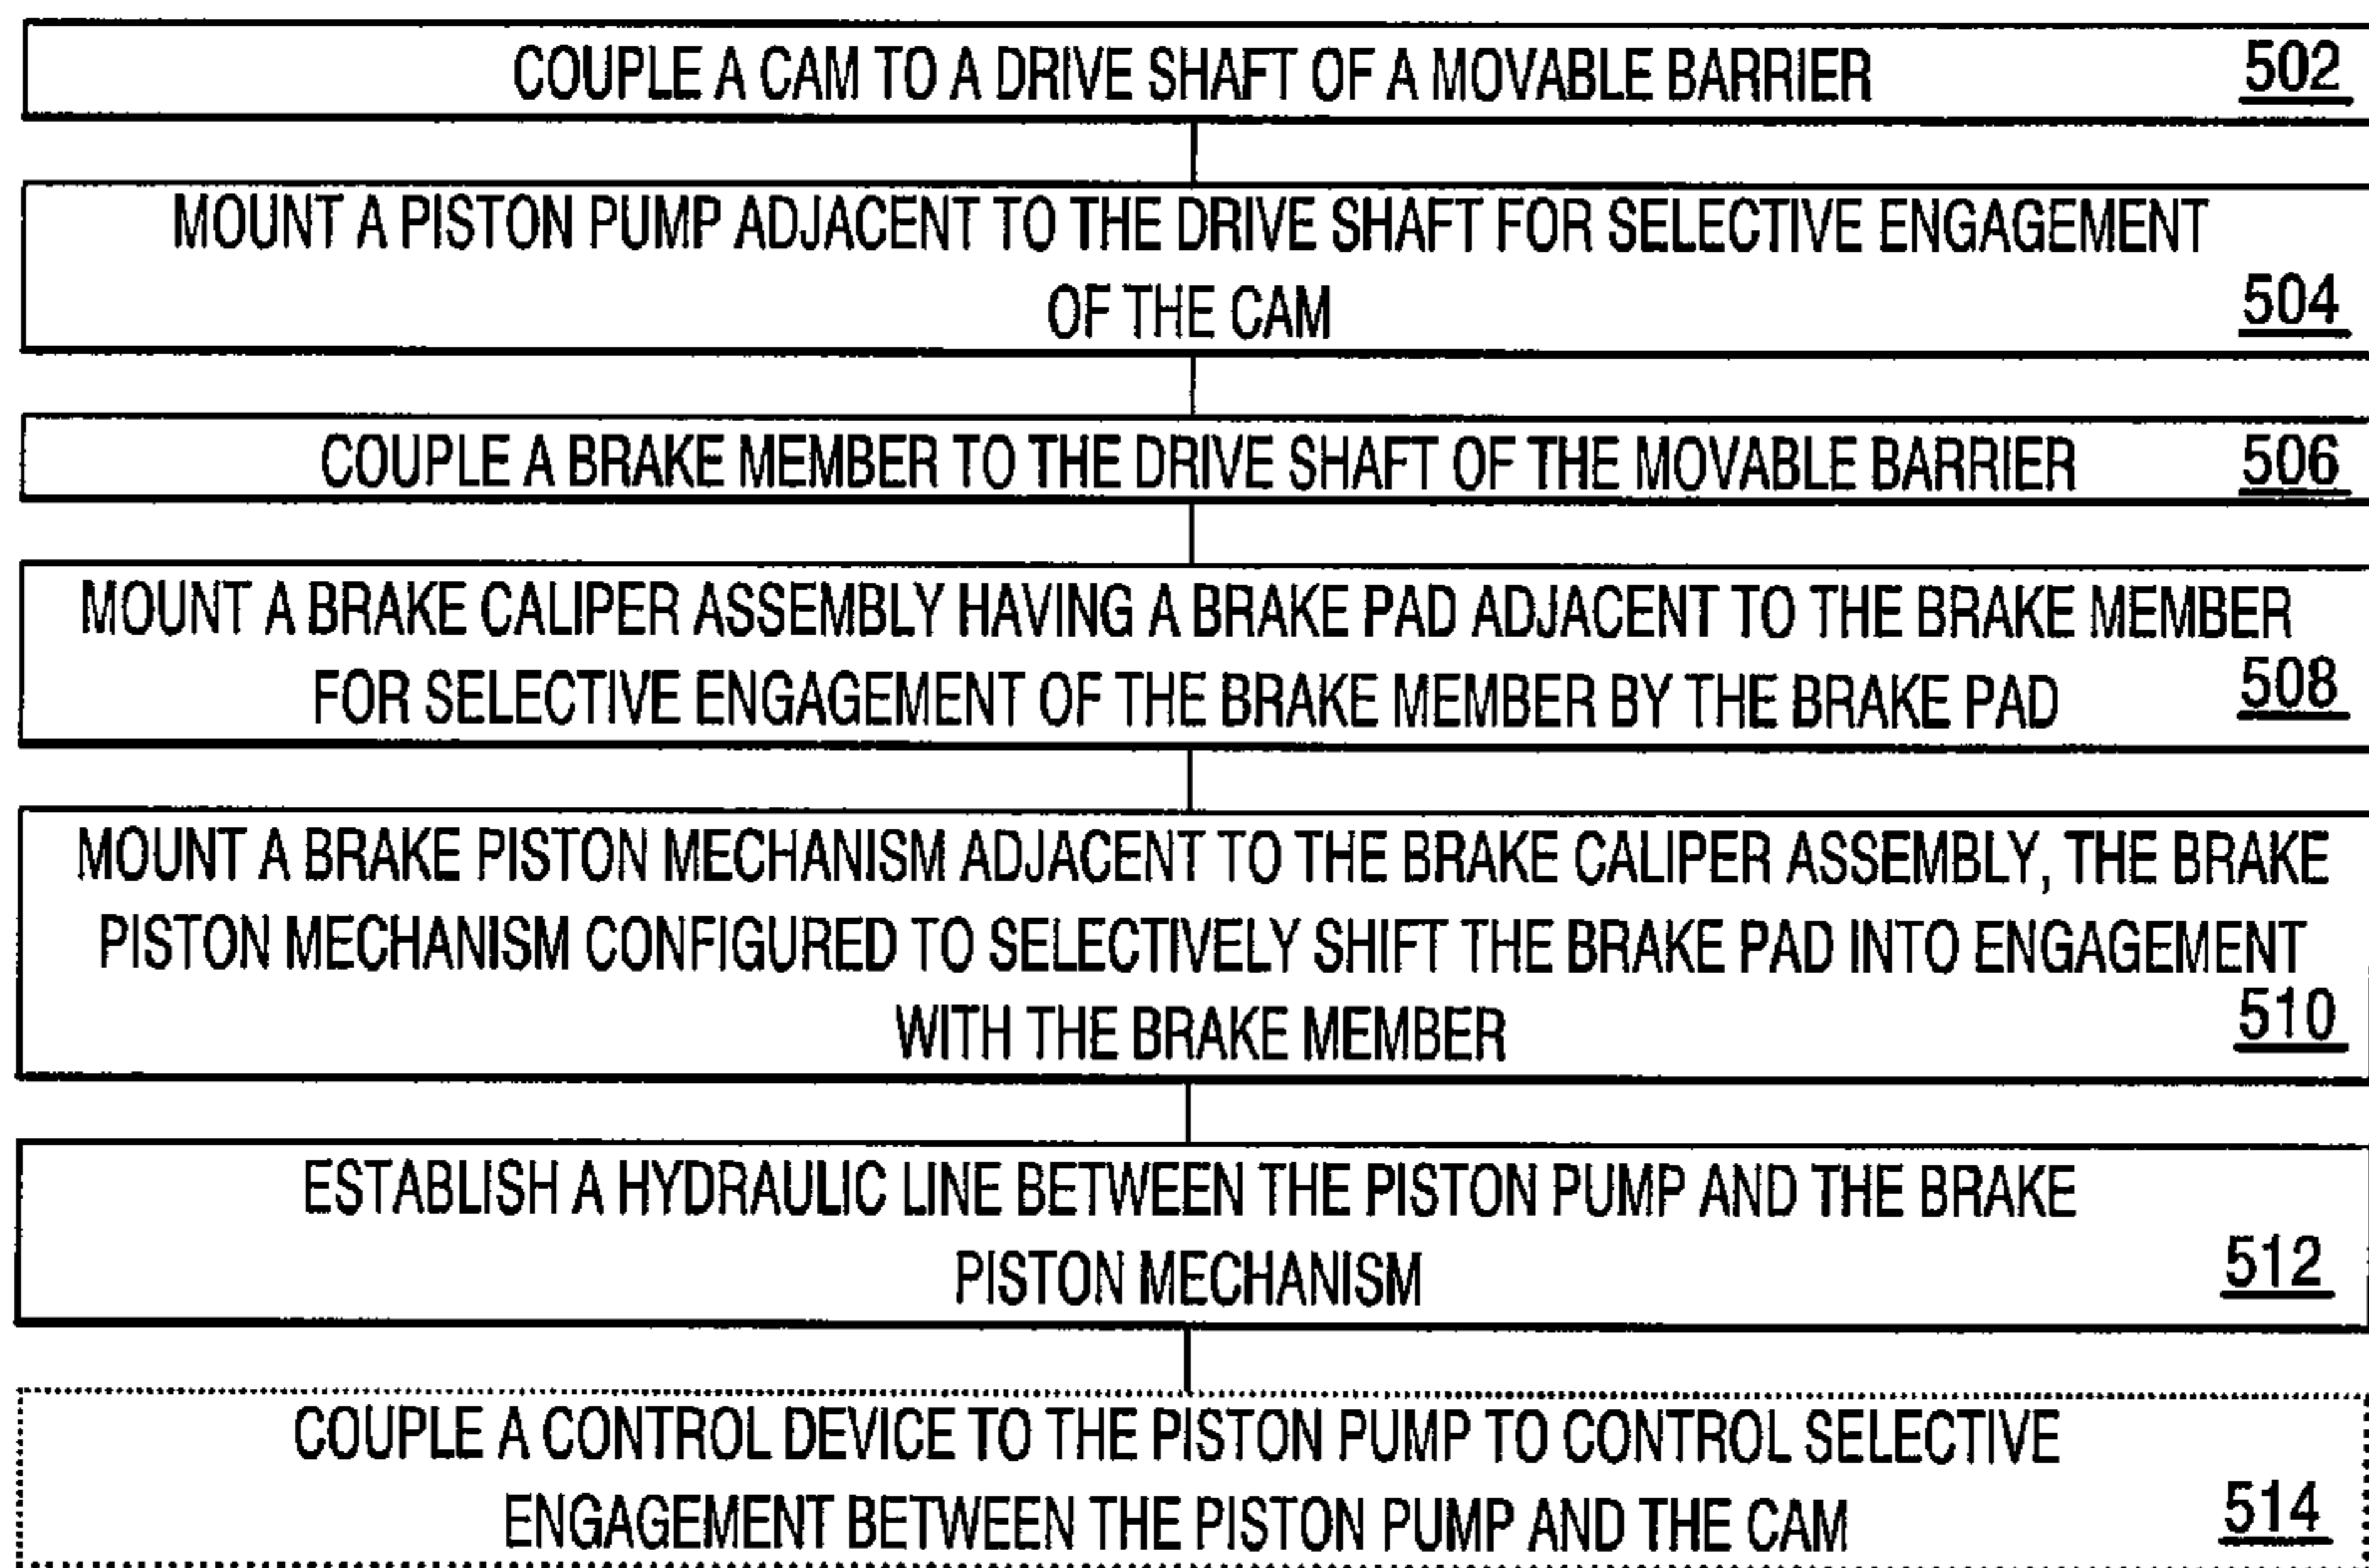 COUPLE A CAM TO A DRIVE SHAFT OF A MOVABLE BARRIER 502
MOUNT A PISTON PUMP ADJACENT TO THE DRIVE SHAFT FOR SELECTIVE ENGAGEMENT
OF THE CAM 504
COUPLE A BRAKE MEMBER TO THE DRIVE SHAFT OF THE MOVABLE BARRIER 506
MOUNT A BRAKE CALIPER ASSEMBLY HAVING A BRAKE PAD ADJACENT TO THE BRAKE MEMBER
FOR SELECTIVE ENGAGEMENT OF THE BRAKE MEMBER BY THE BRAKE PAD 508
MOUNT A BRAKE PISTON MECHANISM ADJACENT TO THE BRAKE CALIPER ASSEMBLY, THE BRAKE
PISTON MECHANISM CONFIGURED TO SELECTIVELY SHIFT THE BRAKE PAD INTO ENGAGEMENT
WITH THE BRAKE MEMBER 510
ESTABLISH A HYDRAULIC LINE BETWEEN THE PISTON PUMP AND THE BRAKE
PISTON MECHANISM 512
COUPLE A CONTROL DEVICE TO THE PISTON PUMP TO CONTROL SELECTIVE
ENGAGEMENT BETWEEN THE PISTON PUMP AND THE CAM 514